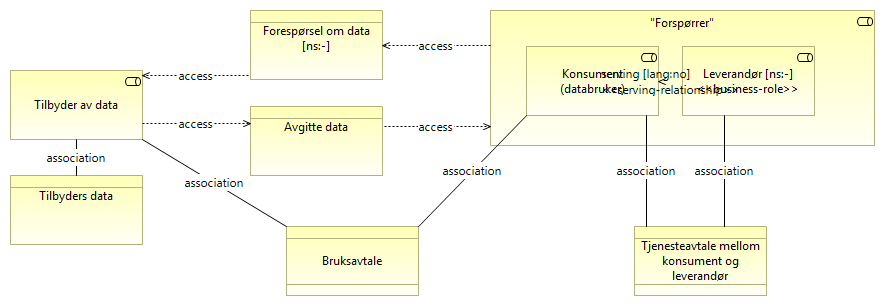 "Forspørrer"
Forespørsel om data
[ns:-]
access
access
Konsument
(databruker)
serving [lang:no]
<<serving-relationship>>
Leverandør [ns:-]
<<business-role>>
Tilbyder av data
access
Avgitte data
access
association
association
association
association
association
Tilbyders data
Bruksavtale
Tjenesteavtale mellom
konsument og
leverandør